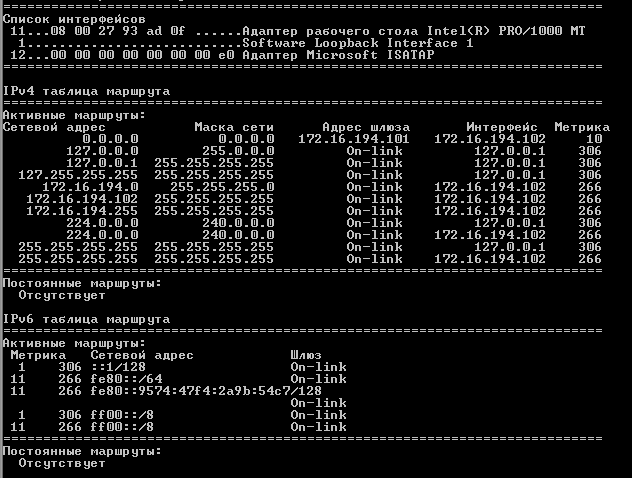 ===========================================================================
Список интерфейсов
 11...08 00 27 93 ad 0f ......Адаптер рабочего стола Intel(R) PRO/1000 MT
  1...........................Software Loopback Interface 1
 12...00 00 00 00 00 00 00 e0 Адаптер Microsoft ISATAP
===========================================================================
IPv4 таблица маршрута
===========================================================================
Активные маршруты:
Сетевой адрес           Маска сети      Адрес шлюза       Интерфейс  Метрика
          0.0.0.0          0.0.0.0   172.16.194.101   172.16.194.102     10
        127.0.0.0        255.0.0.0         On-link         127.0.0.1    306
        127.0.0.1  255.255.255.255         On-link         127.0.0.1    306
  127.255.255.255  255.255.255.255         On-link         127.0.0.1    306
     172.16.194.0    255.255.255.0         On-link    172.16.194.102    266
   172.16.194.102  255.255.255.255         On-link    172.16.194.102    266
   172.16.194.255  255.255.255.255         On-link    172.16.194.102    266
        224.0.0.0        240.0.0.0         On-link         127.0.0.1    306
        224.0.0.0        240.0.0.0         On-link    172.16.194.102    266
  255.255.255.255  255.255.255.255         On-link         127.0.0.1    306
  255.255.255.255  255.255.255.255         On-link    172.16.194.102    266
===========================================================================
Постоянные маршруты:
  Отсутствует
IPv6 таблица маршрута
===========================================================================
Активные маршруты:
 Метрика   Сетевой адрес            Шлюз
  1    306 ::1/128                  On-link
 11    266 fe80::/64                On-link
 11    266 fe80::9574:47f4:2a9b:54c7/128
                                    On-link
  1    306 ff00::/8                 On-link
 11    266 ff00::/8                 On-link
===========================================================================
Постоянные маршруты:
  Отсутствует